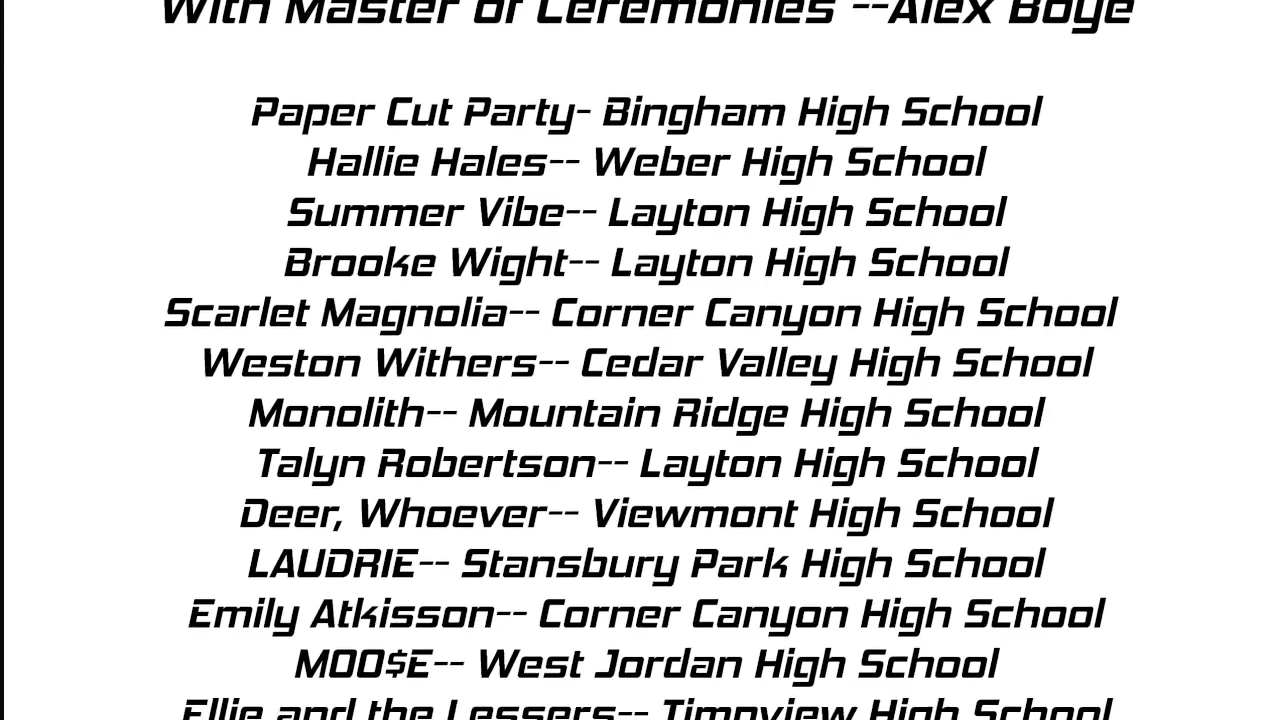 With Master of Ceremonies --Alex Boye
Paper Cut Party- Bingham High School
Hallie Hales-- Weber High School
Summer Vibe-- Layton High School
Brooke Wight-- Layton High School
Scarlet Magnolia-- Corner Canyon High School
Weston Withers-- Cedar Valley High School
Monolith-- Mountain Ridge High School
Talyn Robertson-- Layton High School
Deer, Whoever-- Viewmont High School
LAUDRIE-- Stansbury Park High School
Emily Atkisson-- Corner Canyon High School
MOO$E-- West Jordan High School
Ellie and the Lessers-- Timpview High School